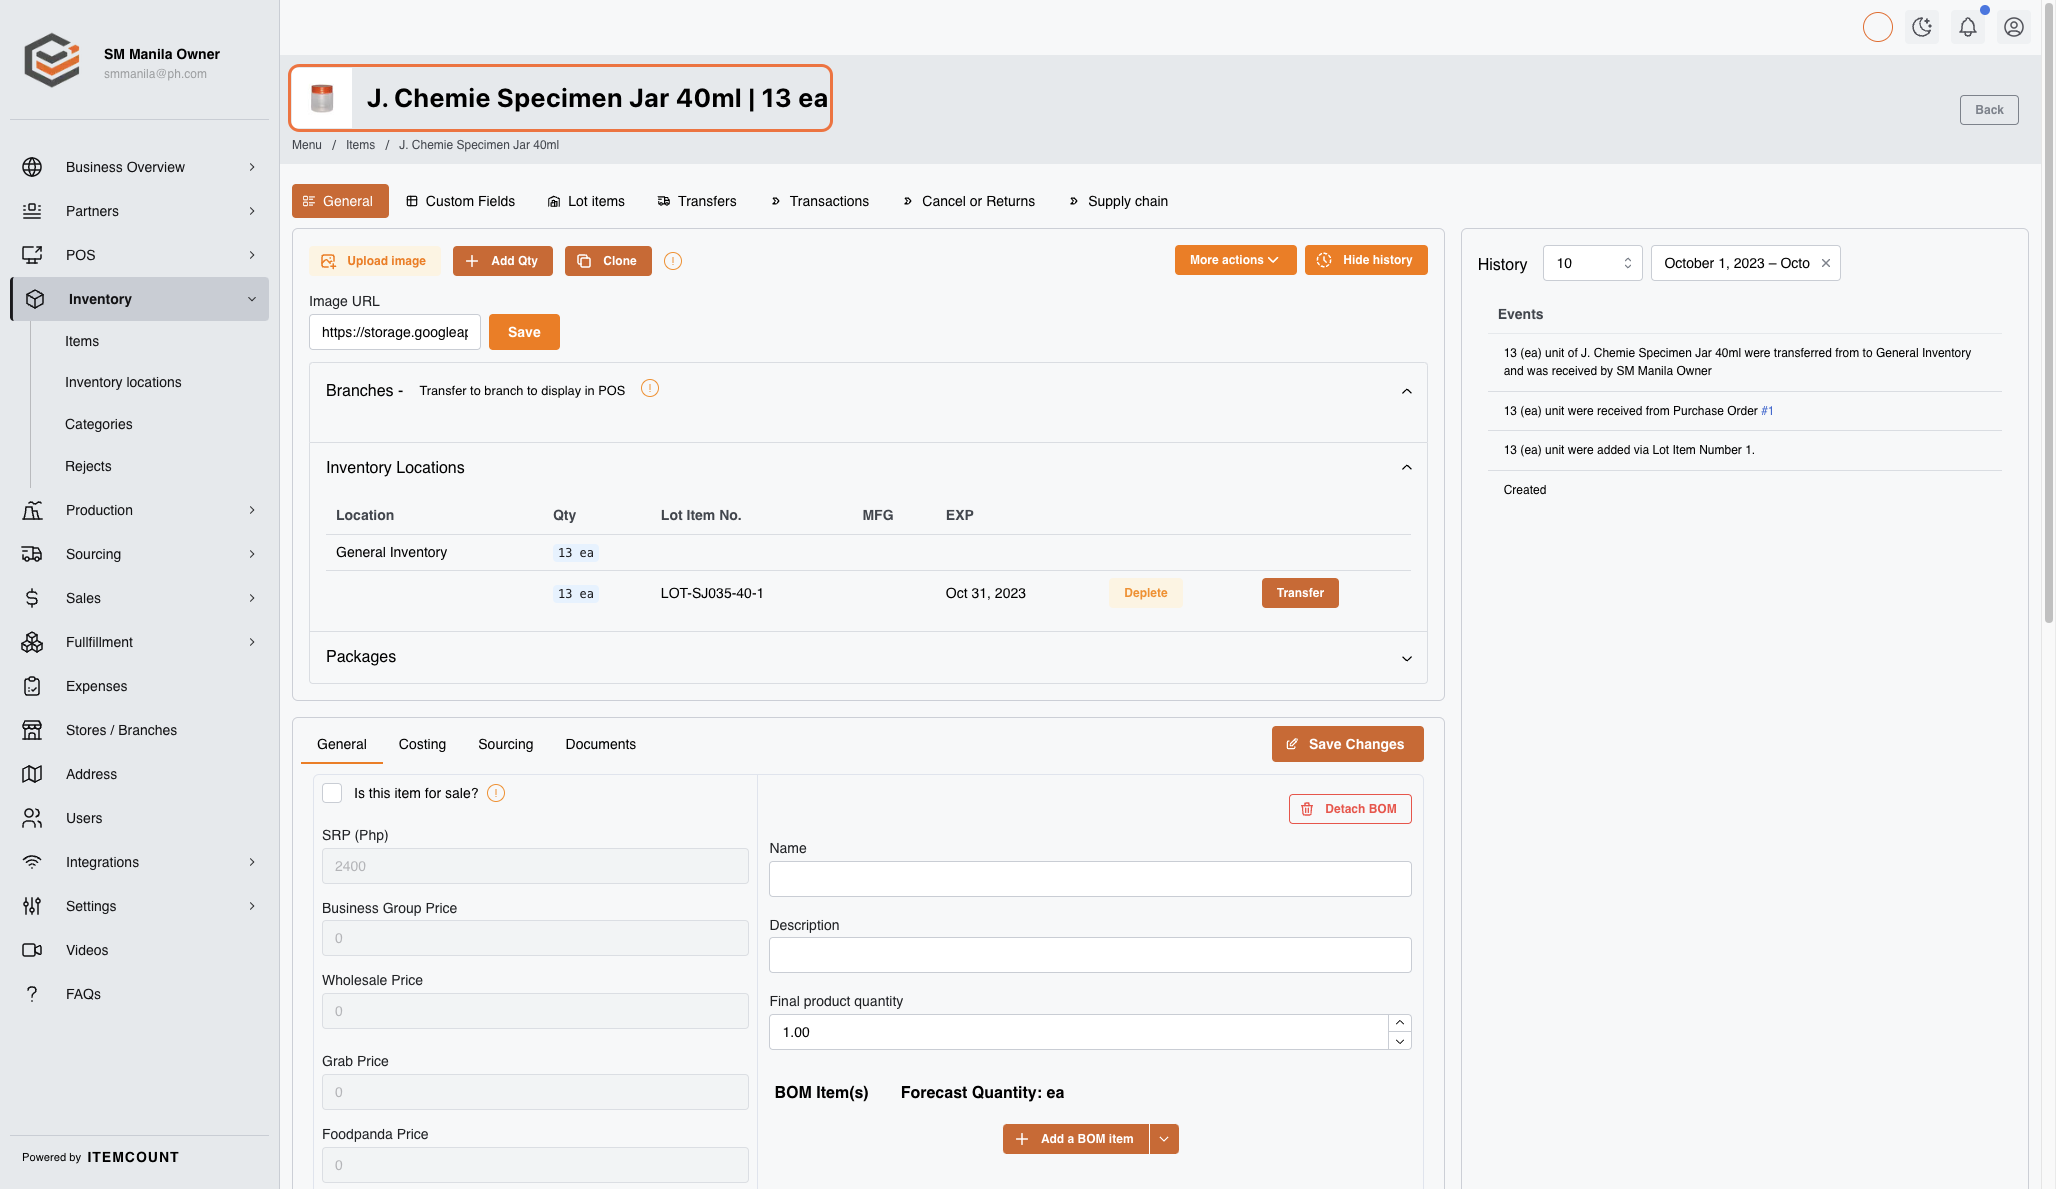 SM Manila Owner
smmanila@ph.com
Business Overview
Partners
POS
Inventory
Items
Inventory locations
Categories
Rejects
Production
Sourcing
Sales
Fullfillment
Expenses
Stores / Branches
Address
Users
Integrations
Settings
Videos
FAQs
Powered by ITEMCOUNT
J. Chemie Specimen Jar 40ml | 13 ea
Back
Menu / Items / J. Chemie Specimen Jar 40ml
General Custom Fields Lot items Transfers Transactions Cancel or Returns Supply chain
Upload image Add Qty Clone More actions Hide history
Image URL
https://storage.googleap Save
Branches - Transfer to branch to display in POS
Inventory Locations
Location Qty Lot Item No. MFG EXP
General Inventory 13 ea
13 ea LOT-SJ035-40-1 Oct 31, 2023 Deplete Transfer
Packages
General Costing Sourcing Documents Save Changes
Is this item for sale?
SRP (Php)
2400
Business Group Price
0
Wholesale Price
0
Grab Price
0
Foodpanda Price
0
Detach BOM
Name
Description
Final product quantity
1.00
BOM Item(s) Forecast Quantity: ea
Add a BOM item
History 10 October 1, 2023 – Octo
Events
13 (ea) unit of J. Chemie Specimen Jar 40ml were transferred from to General Inventory
and was received by SM Manila Owner
13 (ea) unit were received from Purchase Order #1
13 (ea) unit were added via Lot Item Number 1.
Created